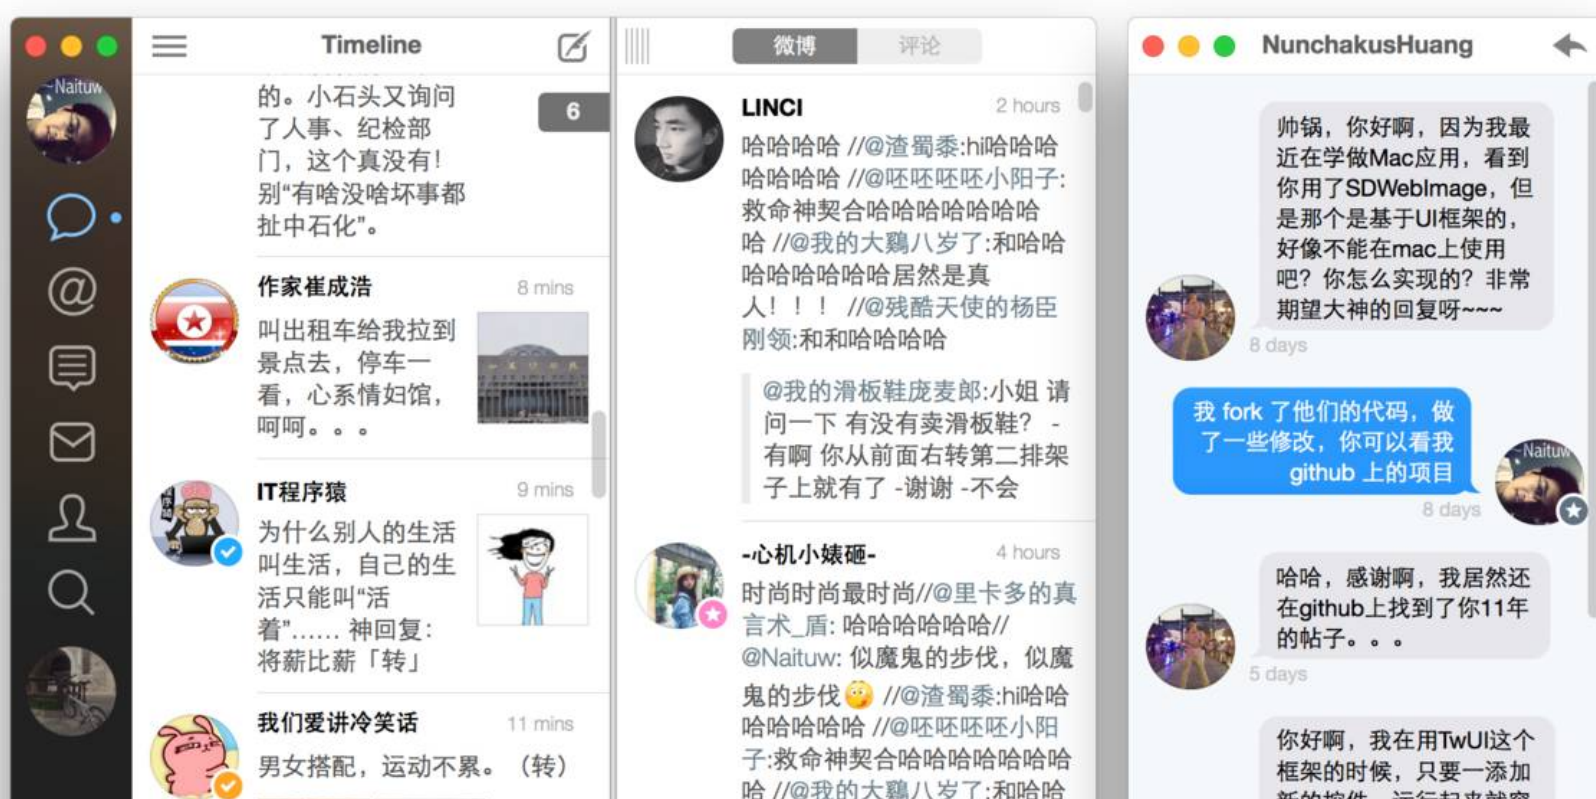 ~Naituw
Timeline
的。小石头又询问
了人事、纪检部
门，这个真没有！
别“有啥没啥坏事都
扯中石化”。
6
作家崔成浩
8 mins
叫出租车给我拉到
景点去，停车一
看，心系情妇馆，
呵呵。。。
IT程序猿
9 mins
为什么别人的生活
叫生活，自己的生
活只能叫“活
着”…… 神回复：
将薪比薪「转」
我们爱讲冷笑话
11 mins
男女搭配，运动不累。（转）
微博
评论
LINCI
2 hours
哈哈哈哈 //@渣蜀黍:hi哈哈哈
哈哈哈哈 //@呸呸呸呸小阳子:
救命神契合哈哈哈哈哈哈哈
哈 //@我的大鷄八岁了:和哈哈
哈哈哈哈哈哈居然是真
人！！！ //@残酷天使的杨臣
刚领:和和哈哈哈哈
@我的滑板鞋庞麦郎:小姐 请
问一下 有没有卖滑板鞋？ -
有啊 你从前面右转第二排架
子上就有了 -谢谢 -不会
-心机小婊砸-
4 hours
时尚时尚最时尚//@里卡多的真
言术_盾: 哈哈哈哈哈哈//
@Naituw: 似魔鬼的步伐，似魔
鬼的步伐 //@渣蜀黍:hi哈哈
哈哈哈哈哈 //@呸呸呸呸小阳
子:救命神契合哈哈哈哈哈哈哈
哈 //@我的大鷄八岁了:和哈哈
NunchakusHuang
帅锅，你好啊，因为我最
近在学做Mac应用，看到
你用了SDWebImage，但
是那个是基于UI框架的，
好像不能在mac上使用
吧？你怎么实现的？非常
期望大神的回复呀~~~
8 days
我 fork 了他们的代码，做
了一些修改，你可以看我
github 上的项目
~Naituw
8 days
哈哈，感谢啊，我居然还
在github上找到了你11年
的帖子。。。
5 days
你好啊，我在用TwUI这个
框架的时候，只要一添加
新的控件，运行起来就容